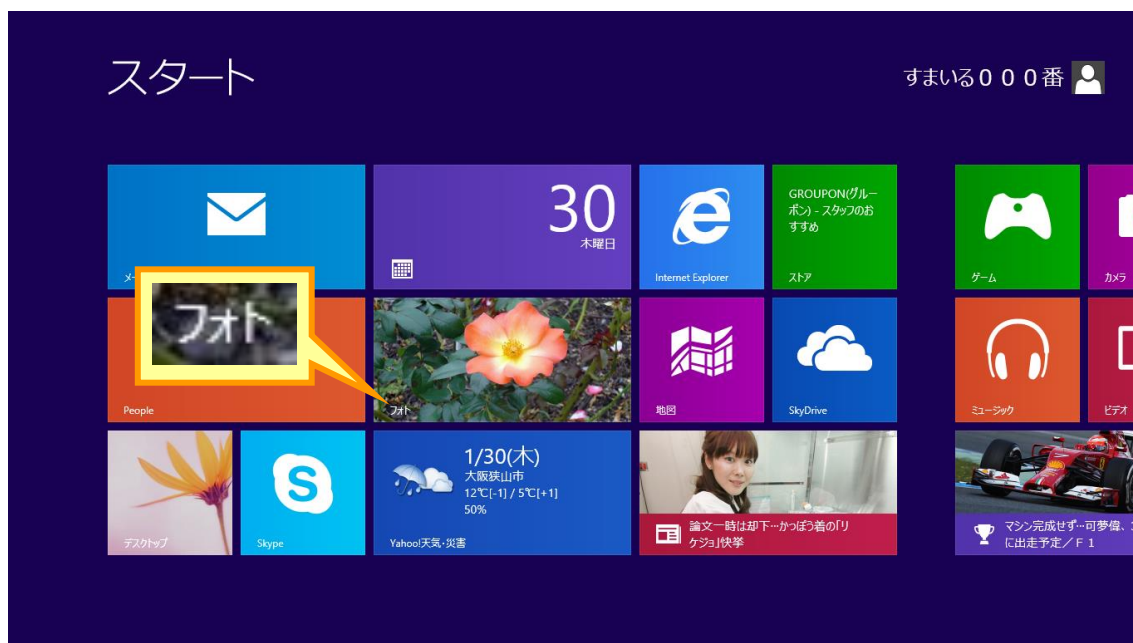 スタート
すまいる０００番
30
木曜日
GROUPON(グルー
ポン) - スタッフのお
すすめ
メー
Internet Explorer
ストア
ゲーム
カメラ
フォト
People
フォト
地図
SkyDrive
ミュージック
ビデオ
デスクトップ
S
Skype
1/30(木)
大阪狭山市
12℃[-1] / 5℃[+1]
50%
Yahoo!天気・災害
論文一時は却下…かっぽう着の「リ
ケジョ」快挙
マシン完成せず…可夢偉、
に出走予定／Ｆ１